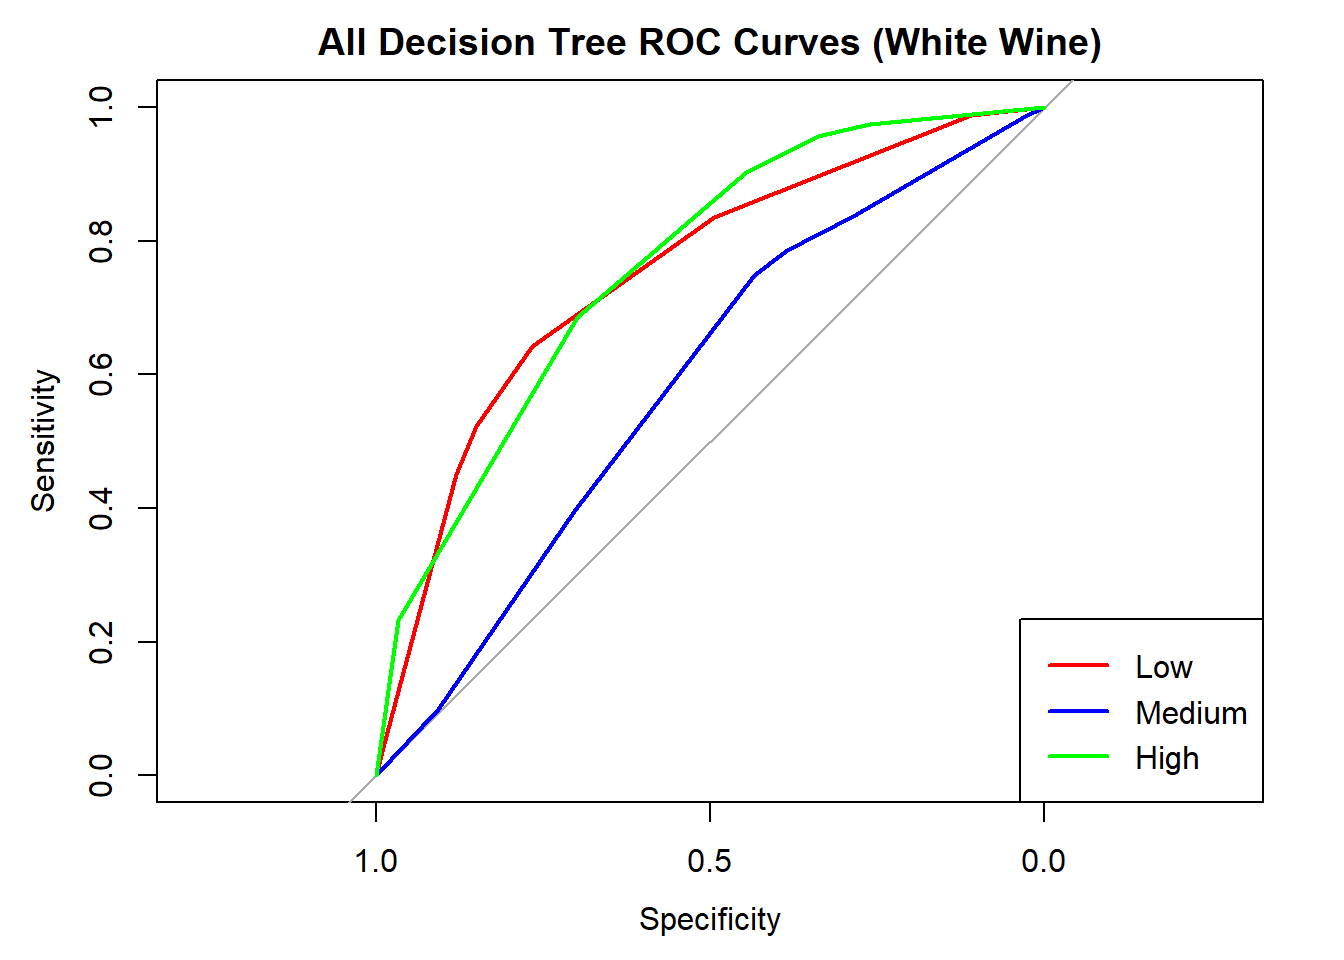 All Decision Tree ROC Curves (White Wine)
Sensitivity
1.0
0.8
0.6
0.4
0.2
0.0
Low
Medium
High
1.0 0.5 0.0
Specificity